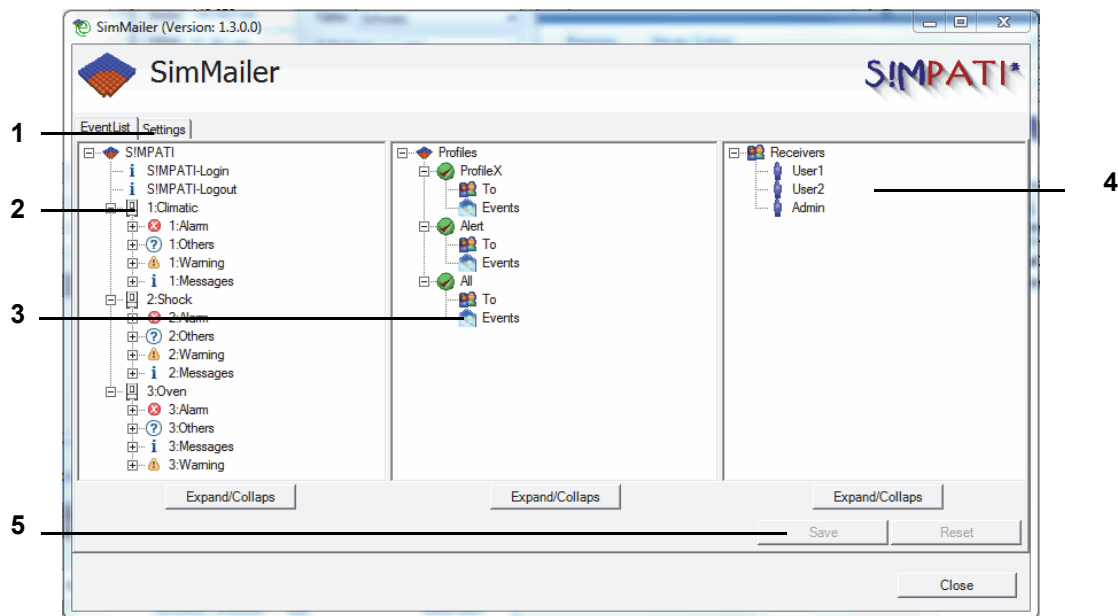 SimMailer (Version: 1.3.0.0)
SimMailer
S!MPATI*
EventList
Settings
S!MPATI
S!MPATI-Login
S!MPATI-Logout
1:Climatic
1:Alarm
1:Others
1:Warning
1:Messages
2:Shock
2:Alarm
2:Others
2:Warning
2:Messages
3:Oven
3:Alarm
3:Others
3:Messages
3:Warning
Expand/Collaps
Profiles
ProfileX
To
Events
Alert
To
Events
All
To
Events
Expand/Collaps
Receivers
User1
User2
Admin
Expand/Collaps
Save
Reset
Close
1
2
3
4
5